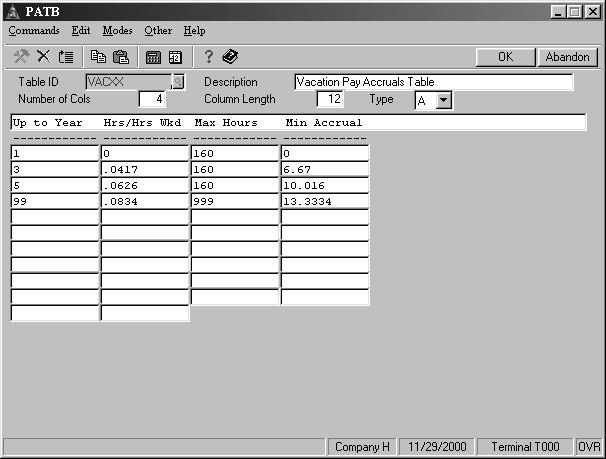 PATB
Commands Edit Modes Other Help
OK Abandon
Table ID VACXX Description Vacation Pay Accruals Table
Number of Cols 4 Column Length 12 Type A
Up to Year Hrs/Hrs Wkd Max Hours Min Accrual
------------ ------------ ------------ ------------
1 0 160 0
3 .0417 160 6.67
5 .0626 160 10.016
99 .0834 999 13.3334
Company H 11/29/2000 Terminal T000 OVR